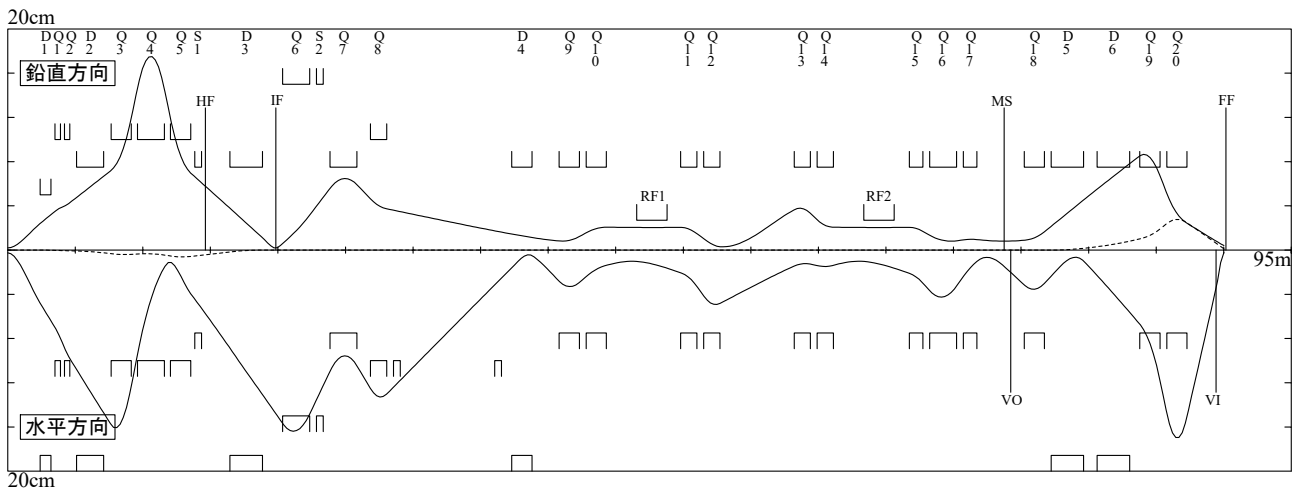 20cm
D1 Q1 Q2 D2 Q3 Q4 Q5 S1 D3 Q6 S2 Q7 Q8 D4 Q9 Q10 Q11 Q12 Q13 Q14 Q15 Q16 Q17 Q18 D5 D6 Q19 Q20
鉛直方向
HF IF MS FF
RF1 RF2
95m
VO VI
水平方向
20cm